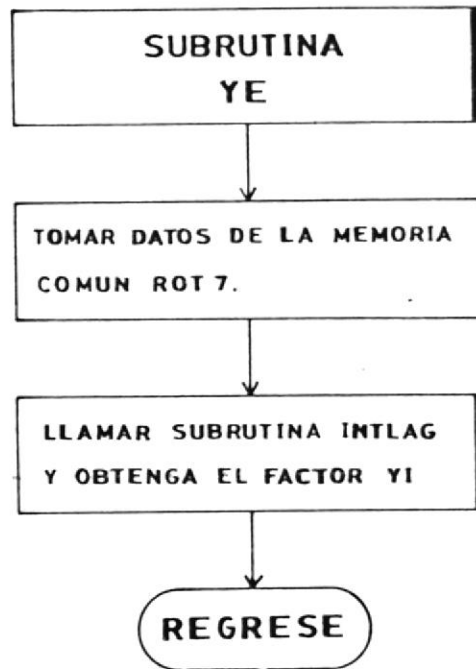 SUBRUTINA
YE
TOMAR DATOS DE LA MEMORIA
COMUN ROT 7.
LLAMAR SUBRUTINA INTLAG
Y OBTENGA EL FACTOR YI
REGRESE